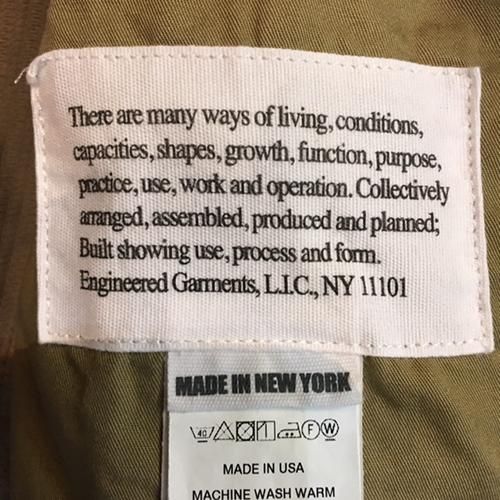 There are many ways of living, conditions,
capacities, shapes, growth, function, purpose,
practice, use, work and operation. Collectively
arranged, assembled, produced and planned;
Built showing use, process and form.
Engineered Garments, L.I.C., NY 11101
MADE IN NEW YORK
40 F W
MADE IN USA
MACHINE WASH WARM